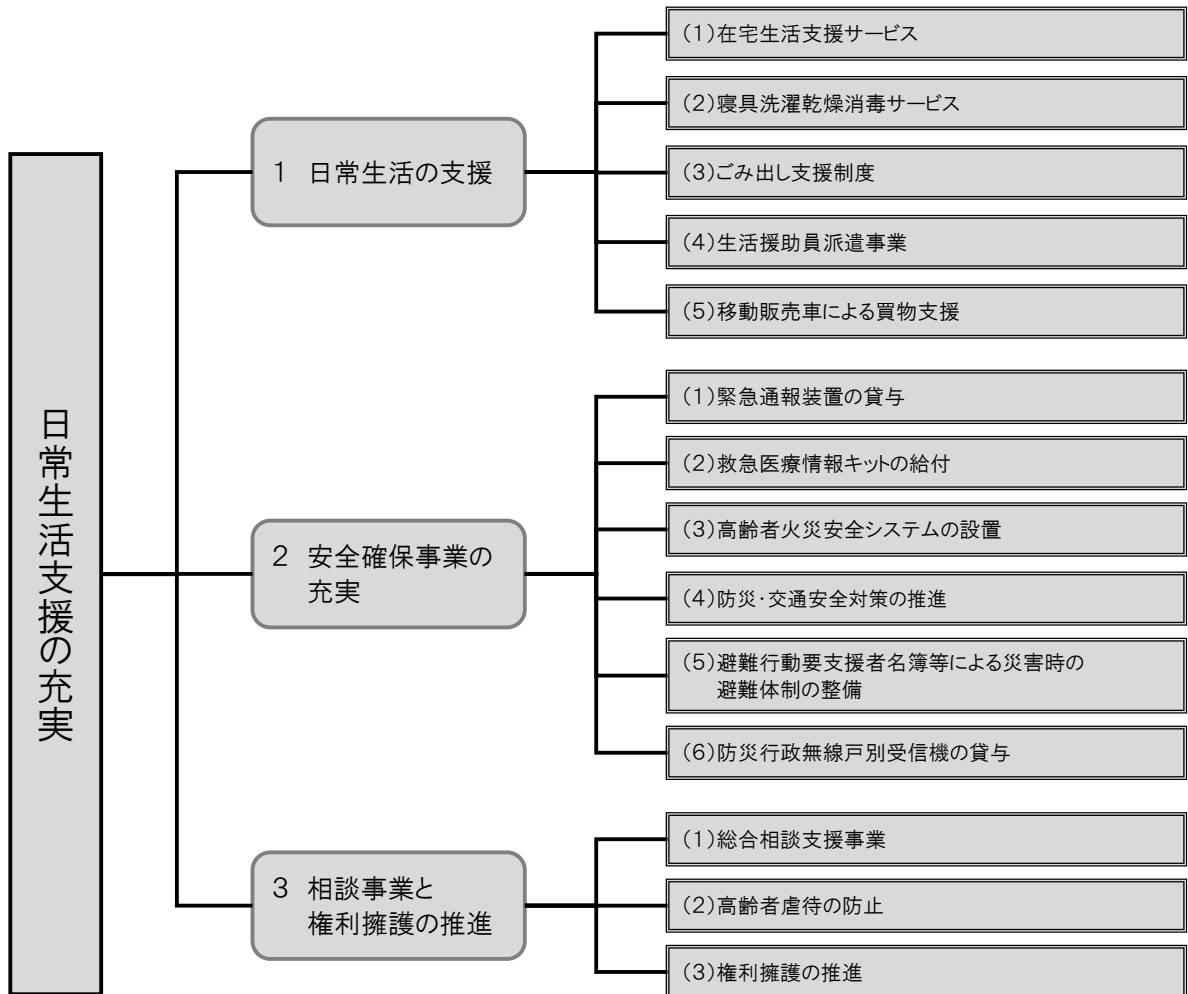 日常生活支援の充実
1 日常生活の支援
(1)在宅生活支援サービス
(2)寝具洗濯乾燥消毒サービス
(3)ごみ出し支援制度
(4)生活援助員派遣事業
(5)移動販売車による買物支援
2 安全確保事業の
充実
(1)緊急通報装置の貸与
(2)救急医療情報キットの給付
(3)高齢者火災安全システムの設置
(4)防災・交通安全対策の推進
(5)避難行動要支援者名簿等による災害時の
避難体制の整備
(6)防災行政無線戸別受信機の貸与
3 相談事業と
権利擁護の推進
(1)総合相談支援事業
(2)高齢者虐待の防止
(3)権利擁護の推進